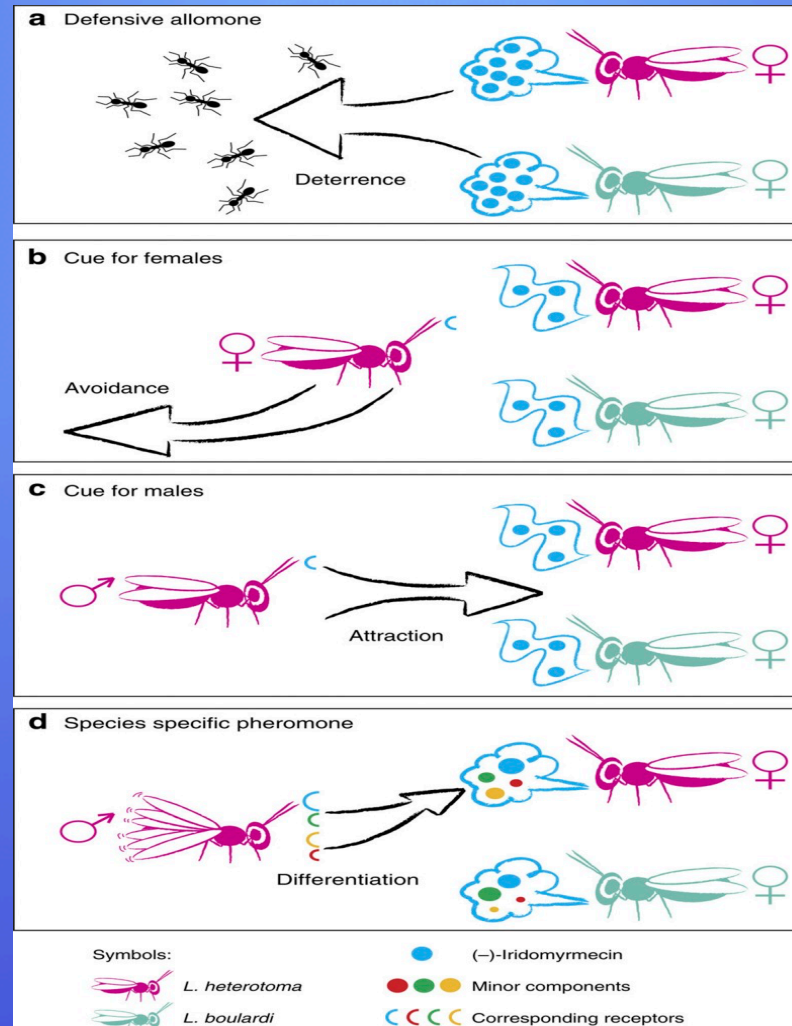 a Defensive allomone
Deterrence
b Cue for females
Avoidance
c Cue for males
Attraction
d Species specific pheromone
Differentiation
Symbols:
(–)-Iridomyrmecin
L. heterotoma
Minor components
L. boulardi
Corresponding receptors